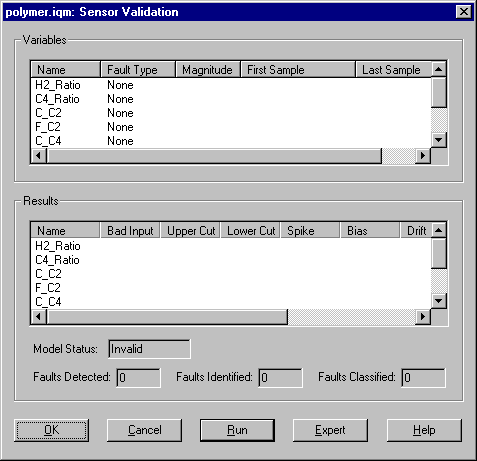 polymer.iqm: Sensor Validation
Variables
Name Fault Type Magnitude First Sample Last Sample
H2_Ratio None
C4_Ratio None
C_C2 None
F_C2 None
C_C4 None
Results
Name Bad Input Upper Cut Lower Cut Spike Bias Drift
H2_Ratio
C4_Ratio
C_C2
F_C2
C_C4
Model Status: Invalid
Faults Detected: 0 Faults Identified: 0 Faults Classified: 0
OK Cancel Run Expert Help